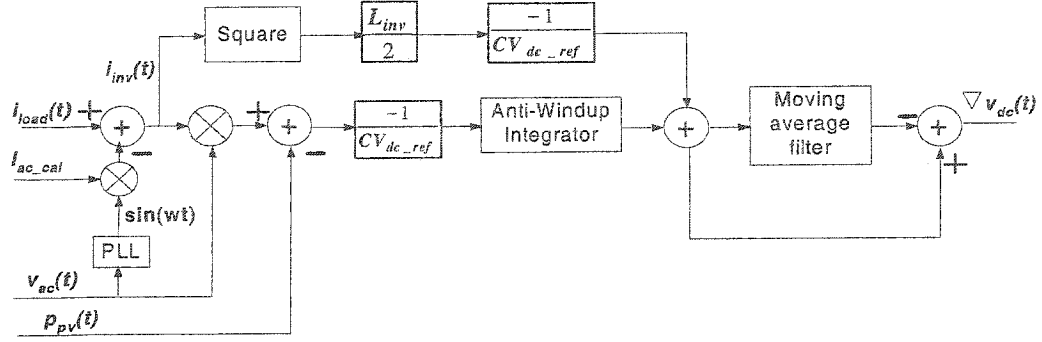 Square
L_inv
2
-1
CV_dc_ref
i_inv(t)
i_load(t)
+
+
−
+
+
−
-1
CV_dc_ref
Anti-Windup
Integrator
+
Moving
average
filter
−
+
+
▽ v_dc(t)
I_ac_cal
sin(wt)
PLL
v_ac(t)
p_pv(t)